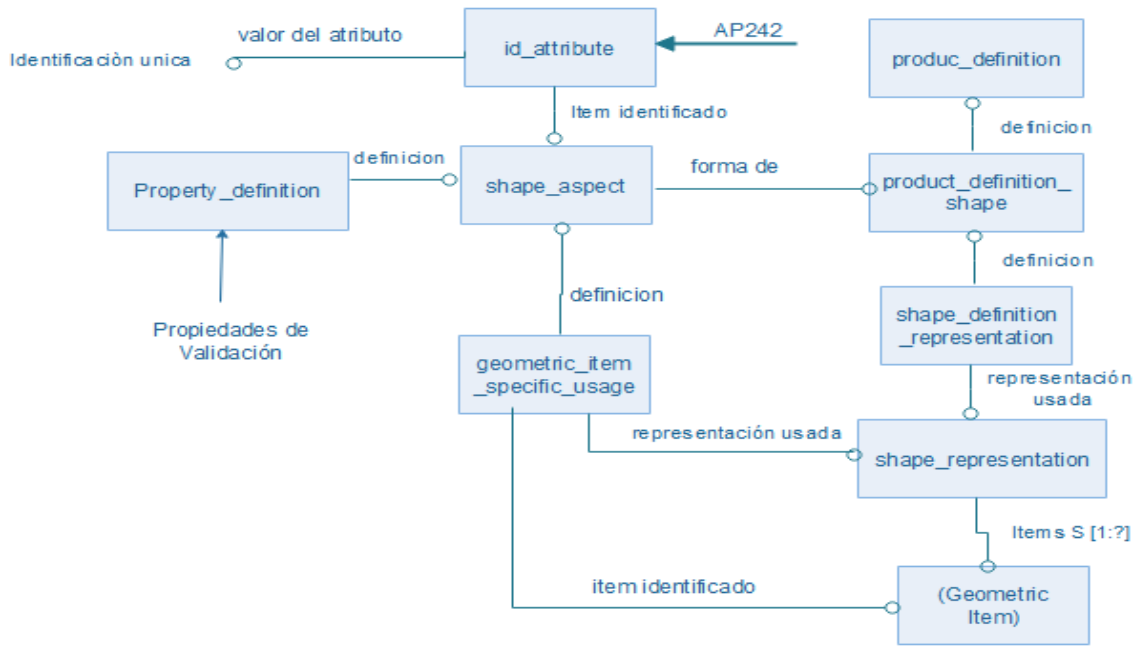 valor del atributo
Identificaciòn unica
id_attribute
AP242
produc_definition
Item identificado
definicion
definicion
Property_definition
shape_aspect
forma de
product_definition_
shape
definicion
definicion
Propiedades de
Validación
geometric_item
_specific_usage
shape_definition
_representation
representación
usada
representación usada
shape_representation
Items S [1:?]
item identificado
(Geometric
Item)